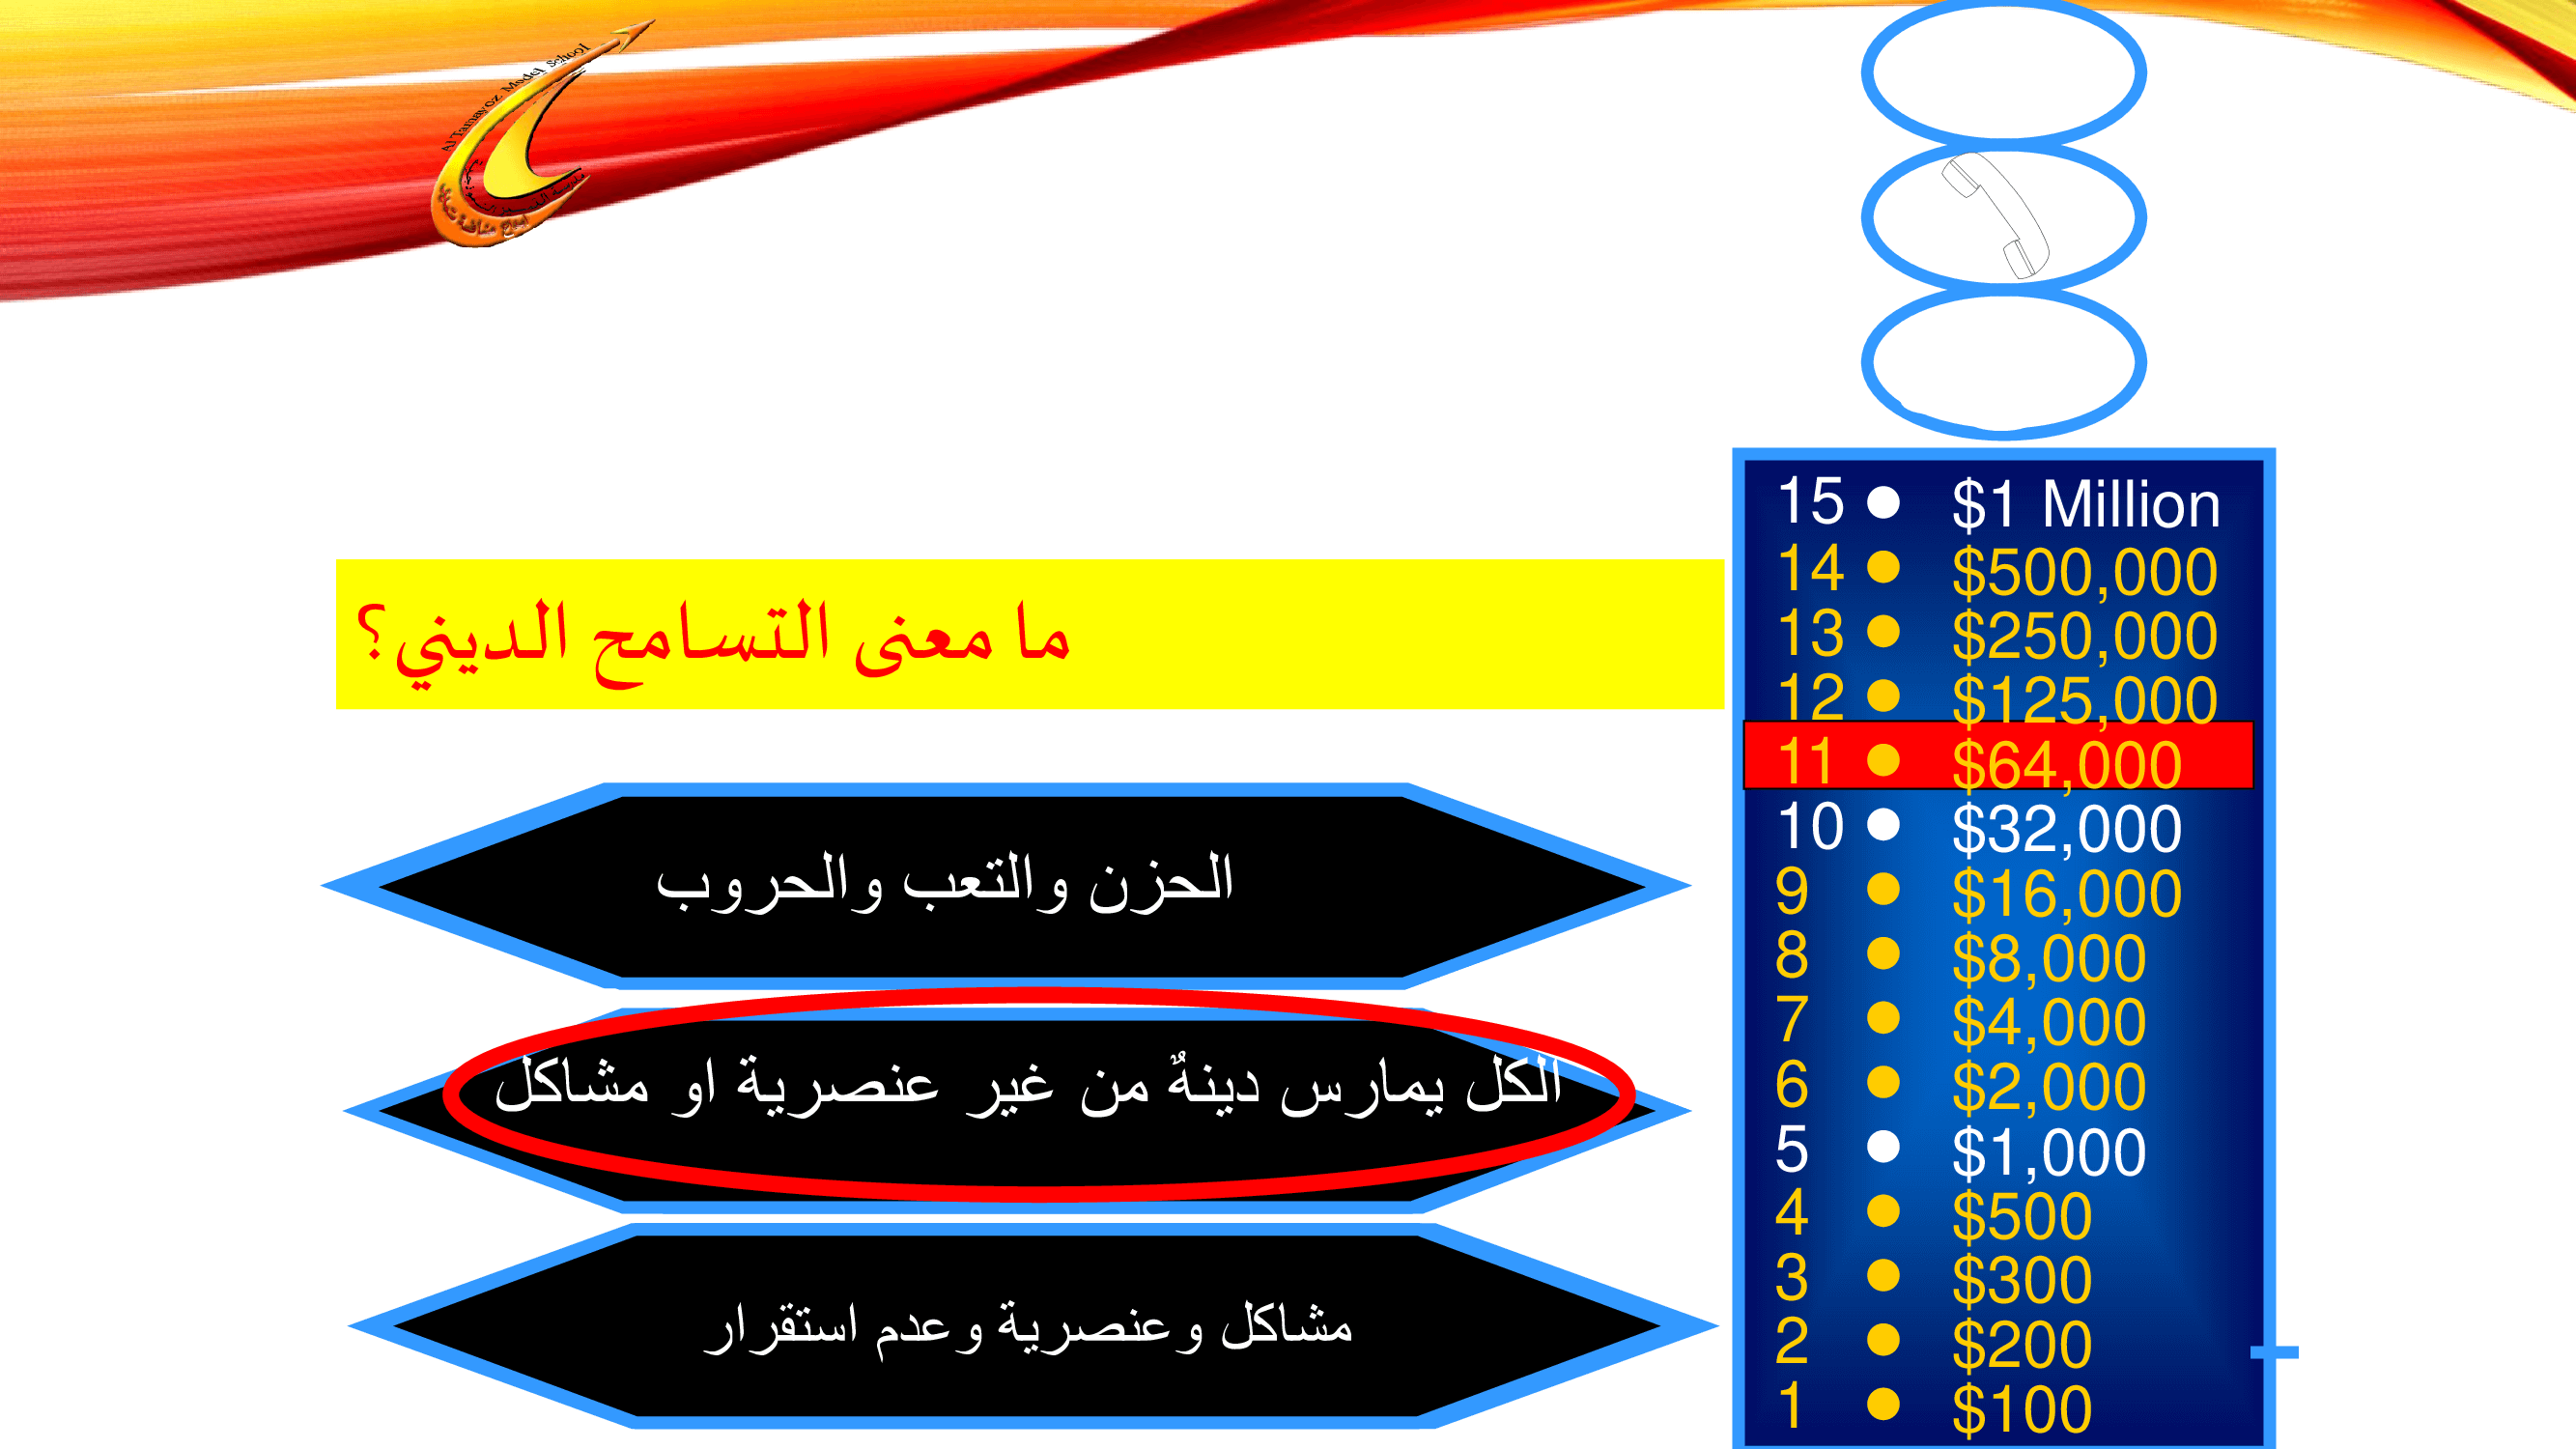 Al Tamayoz Model School
ما معنى التسامح الديني؟
الحزن والتعب والحروب
الكل يمارس دينهٌ من غير عنصرية او مشاكل
مشاكل وعنصرية وعدم استقرار
15 ● $1 Million
14 ● $500,000
13 ● $250,000
12 ● $125,000
11 ● $64,000
10 ● $32,000
9 ● $16,000
8 ● $8,000
7 ● $4,000
6 ● $2,000
5 ● $1,000
4 ● $500
3 ● $300
2 ● $200
1 ● $100